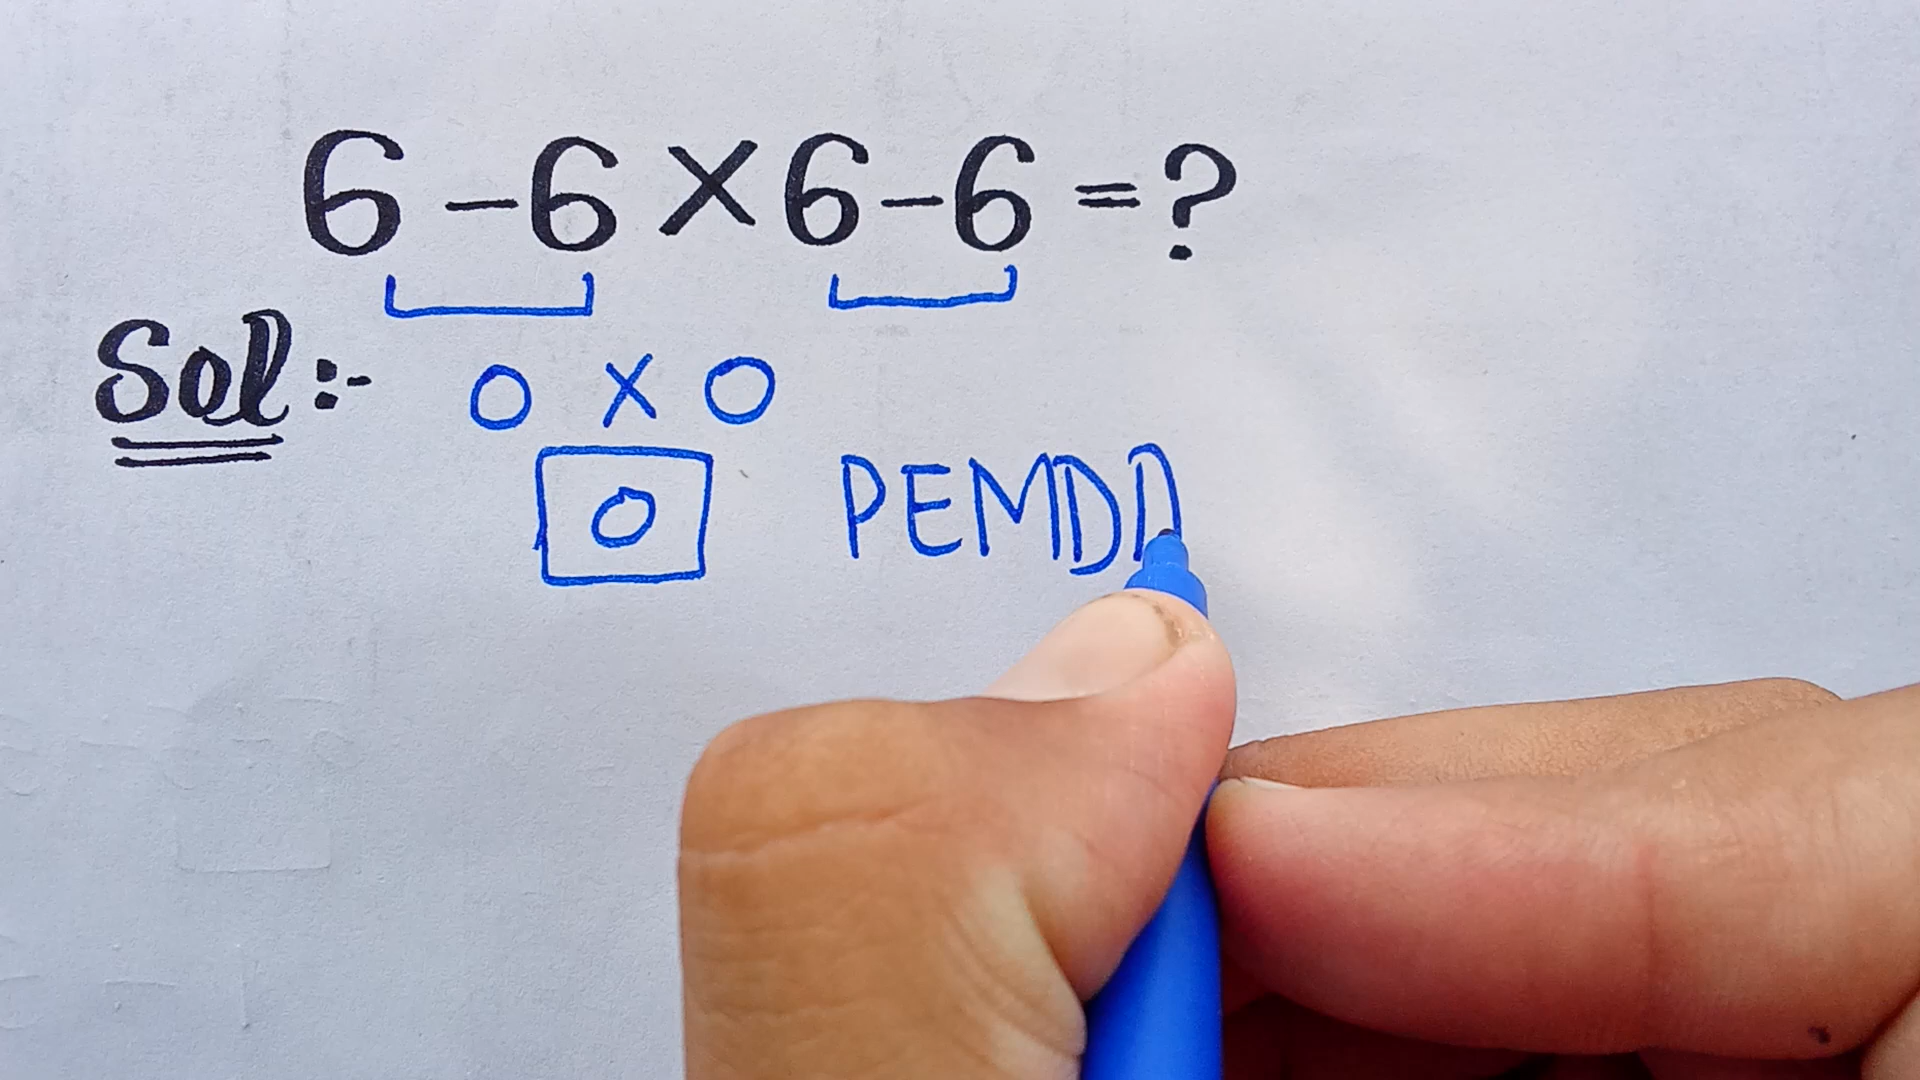 6 - 6 × 6 - 6 = ?
Sol :-
0 × 0
0 PEMDA